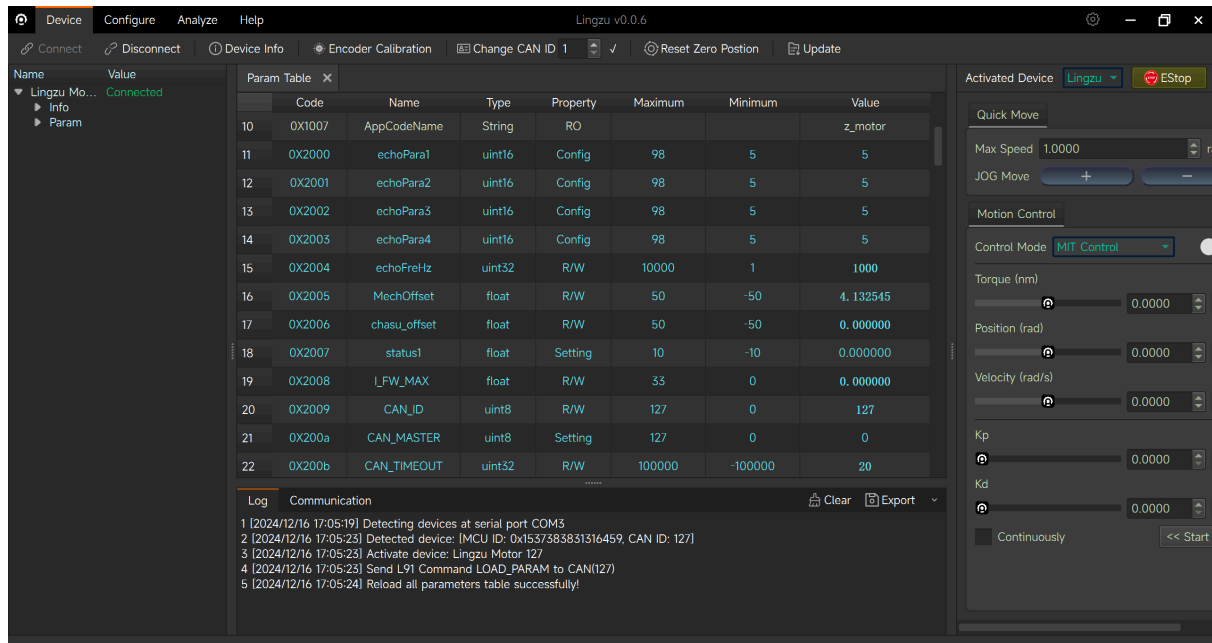 Device Configure Analyze Help Lingzu v0.0.6
Connect Disconnect Device Info Encoder Calibration Change CAN ID 1 √ Reset Zero Postion Update
Name Value
Lingzu Mo... Connected
Info
Param
Param Table
Code Name Type Property Maximum Minimum Value
10 0X1007 AppCodeName String RO z_motor
11 0X2000 echoPara1 uint16 Config 98 5 5
12 0X2001 echoPara2 uint16 Config 98 5 5
13 0X2002 echoPara3 uint16 Config 98 5 5
14 0X2003 echoPara4 uint16 Config 98 5 5
15 0X2004 echoFreHz uint32 R/W 10000 1 1000
16 0X2005 MechOffset float R/W 50 -50 4.132545
17 0X2006 chasu_offset float R/W 50 -50 0.000000
18 0X2007 status1 float Setting 10 -10 0.000000
19 0X2008 I_FW_MAX float R/W 33 0 0.000000
20 0X2009 CAN_ID uint8 R/W 127 0 127
21 0X200a CAN_MASTER uint8 Setting 127 0 0
22 0X200b CAN_TIMEOUT uint32 R/W 100000 -100000 20
Log Communication Clear Export
1 [2024/12/16 17:05:19] Detecting devices at serial port COM3
2 [2024/12/16 17:05:23] Detected device: [MCU ID: 0x1537383831316459, CAN ID: 127]
3 [2024/12/16 17:05:23] Activate device: Lingzu Motor 127
4 [2024/12/16 17:05:23] Send L91 Command LOAD_PARAM to CAN(127)
5 [2024/12/16 17:05:24] Reload all parameters table successfully!
Activated Device Lingzu EStop
Quick Move
Max Speed 1.0000 r
JOG Move + −
Motion Control
Control Mode MIT Control
Torque (nm)
0.0000
Position (rad)
0.0000
Velocity (rad/s)
0.0000
Kp
0.0000
Kd
0.0000
Continuously << Start